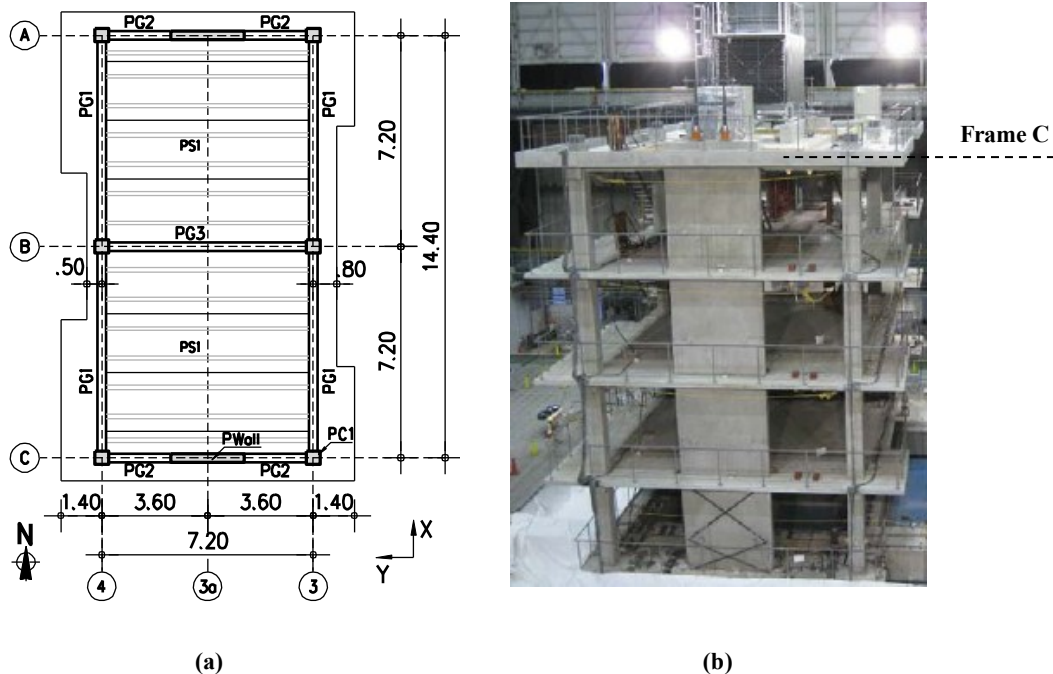 PG2 PG2
A
PG1 PG1
7.20
PS1
Frame C
PG3
B
.50 .80
14.40
PS1
7.20
PG1 PG1
PWall
PC1
C
PG2 PG2
1.40 3.60 3.60 1.40
N
7.20
X
Y
4 3a 3
(a) (b)